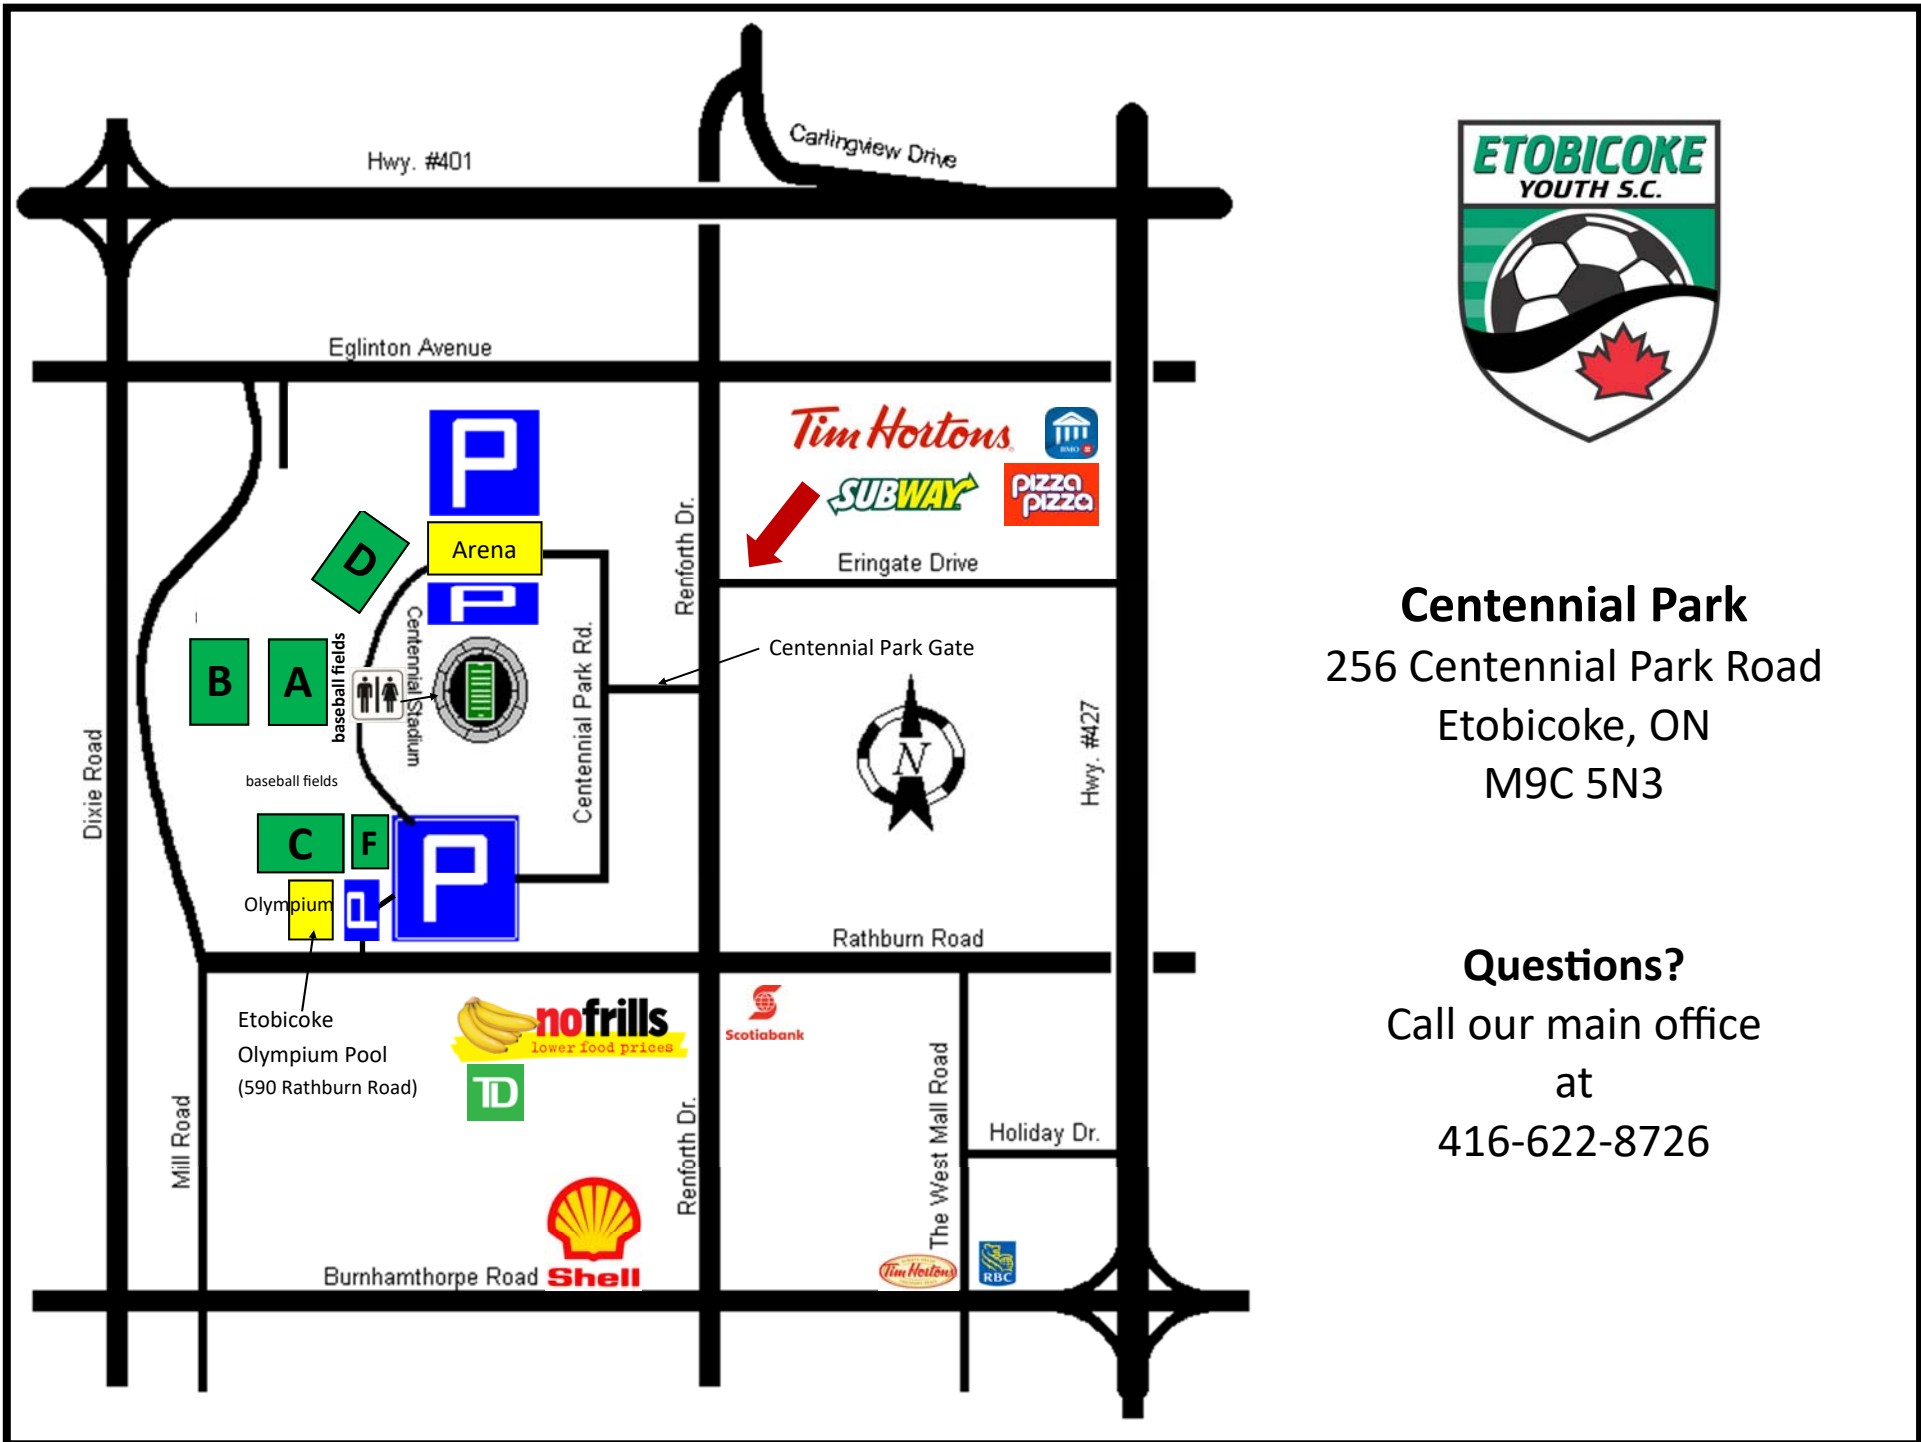 Hwy. #401
Carlingview Drive
ETOBICOKE
YOUTH S.C.
Eglinton Avenue
P
Tim Hortons
BMO
SUBWAY
pizza
pizza
Renforth Dr.
D
Arena
P
Eringate Drive
Centennial Park Gate
Centennial Park Rd.
Centennial Stadium
baseball fields
B
A
N
Hwy. #427
Dixie Road
baseball fields
C
F
P
P
Olympium
Rathburn Road
Etobicoke
Olympium Pool
(590 Rathburn Road)
nofrills
lower food prices
TD
Scotiabank
Mill Road
Renforth Dr.
The West Mall Road
Holiday Dr.
Burnhamthorpe Road
Shell
Tim Hortons
RBC
Centennial Park
256 Centennial Park Road
Etobicoke, ON
M9C 5N3
Questions?
Call our main office
at
416-622-8726